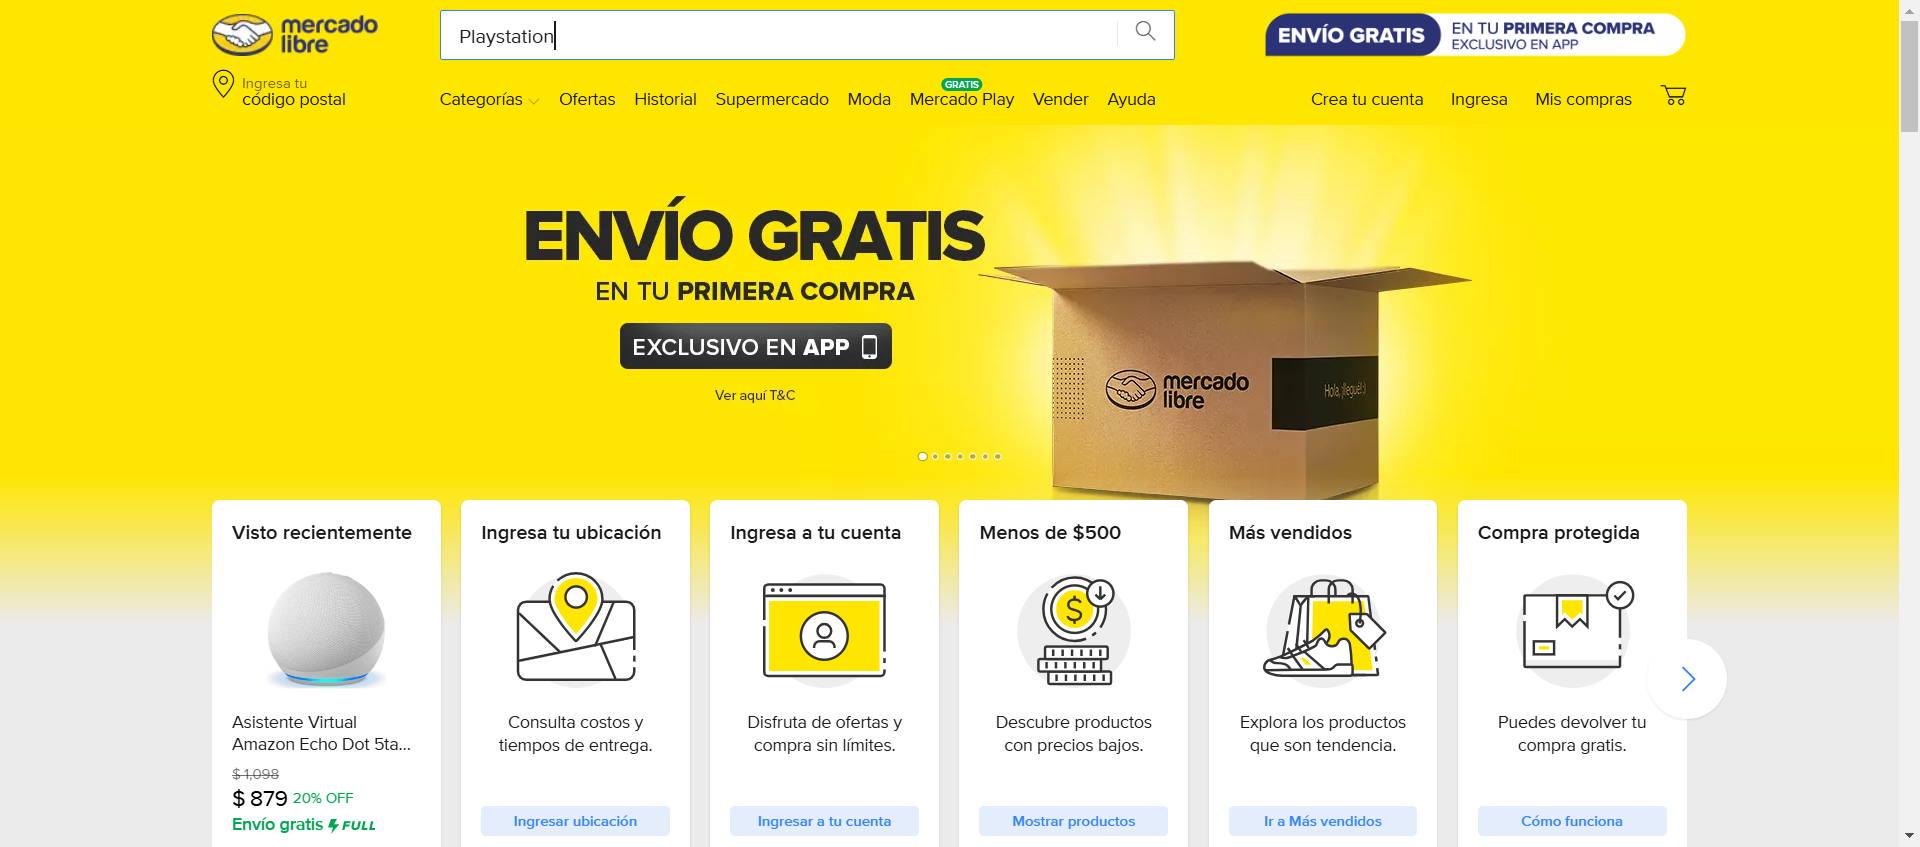 mercado
libre
Playstation
ENVÍO GRATIS
EN TU PRIMERA COMPRA
EXCLUSIVO EN APP
Ingresa tu
código postal
Categorías
Ofertas
Historial
Supermercado
Moda
GRATIS
Mercado Play
Vender
Ayuda
Crea tu cuenta
Ingresa
Mis compras
ENVÍO GRATIS
EN TU PRIMERA COMPRA
EXCLUSIVO EN APP
Ver aquí T&C
mercado
libre
Hola, ¡llegué! :)
Visto recientemente
Asistente Virtual
Amazon Echo Dot 5ta...
$ 1,098
$ 879 20% OFF
Envío gratis FULL
Ingresa tu ubicación
Consulta costos y
tiempos de entrega.
Ingresar ubicación
Ingresa a tu cuenta
Disfruta de ofertas y
compra sin límites.
Ingresar a tu cuenta
Menos de $500
$
Descubre productos
con precios bajos.
Mostrar productos
Más vendidos
Explora los productos
que son tendencia.
Ir a Más vendidos
Compra protegida
Puedes devolver tu
compra gratis.
Cómo funciona